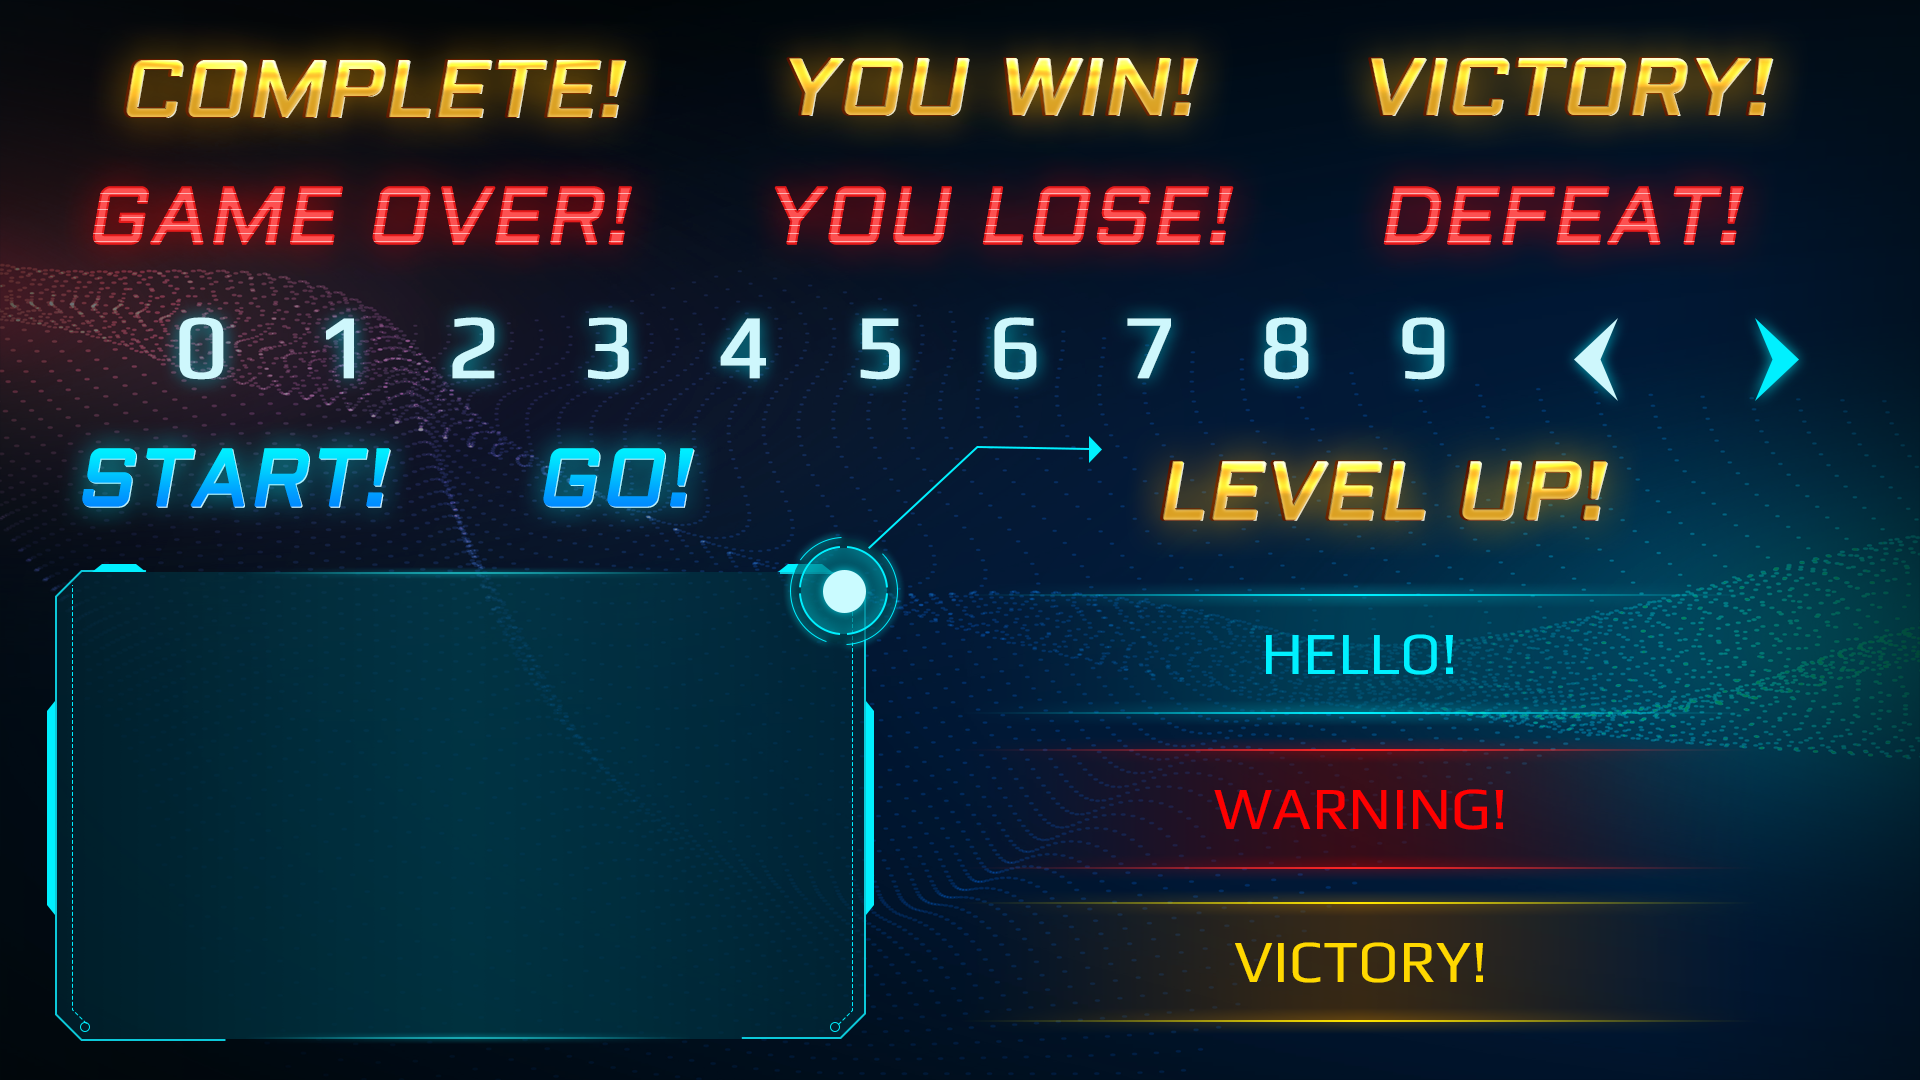 COMPLETE! YOU WIN! VICTORY!
GAME OVER! YOU LOSE! DEFEAT!
0 1 2 3 4 5 6 7 8 9
START! GO! LEVEL UP!
HELLO!
WARNING!
VICTORY!